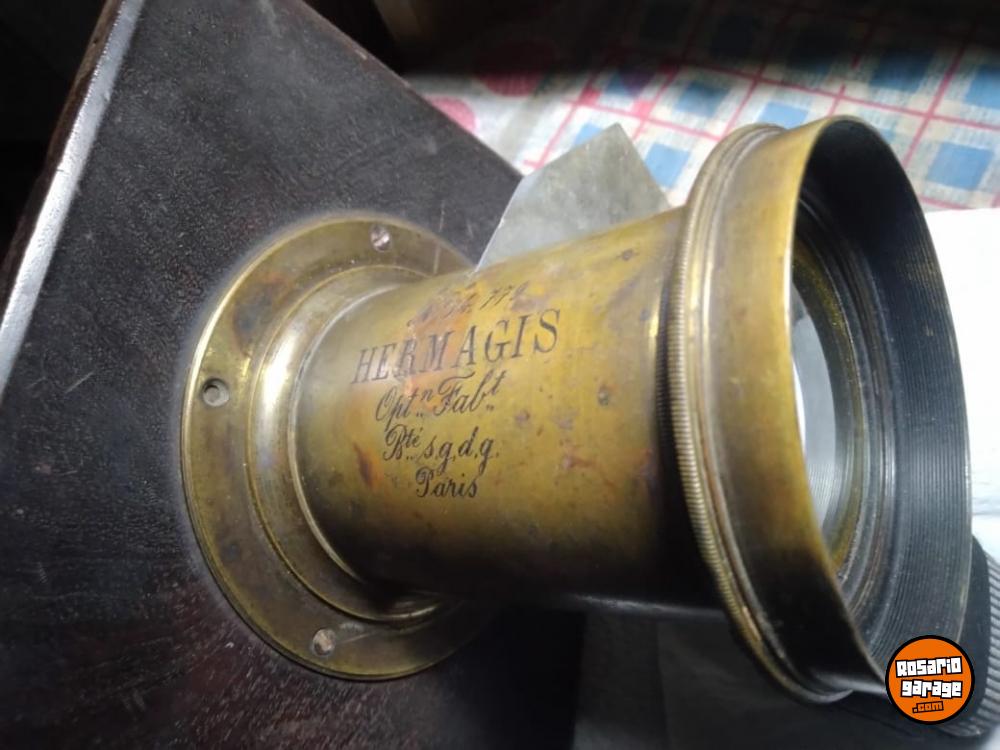 HERMAGIS
Optn Fabt
Bté s.g.d.g.
Paris
Rosario
garage
.com